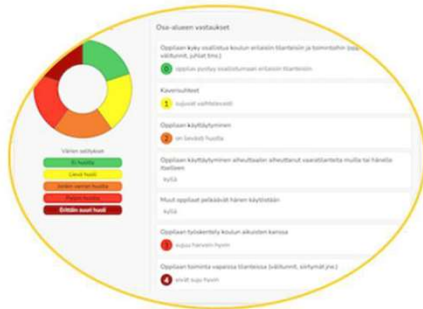 Osa-alueen vastaukset
Oppilaan kyky osallistua koulun erilaisiin tilanteisiin ja toimintoihin
välitunnit, juhlat tms.)
0 oppilas pystyy osallistumaan erilaisiin tilanteisiin
Kaverisuhteet
1 sujuvat vaihtelevasti
Oppilaan käyttäytyminen
2 on lievästi huolta
Oppilaan käyttäytyminen aiheuttanut vaaratilanteita muille tai hänelle
itselleen
kyllä
Muut oppilaat pelkäävät hänen käytöstään
kyllä
Oppilaan työskentely koulun aikuisten kanssa
3 sujuu harvoin hyvin
Oppilaan toiminta vapaissa tilanteissa (välitunnit, siirtymät jne.)
4 eivät suju hyvin
Värien selitykset
Ei huolta
Lievä huoli
Jonkin verran huolta
Paljon huolta
Erittäin suuri huoli